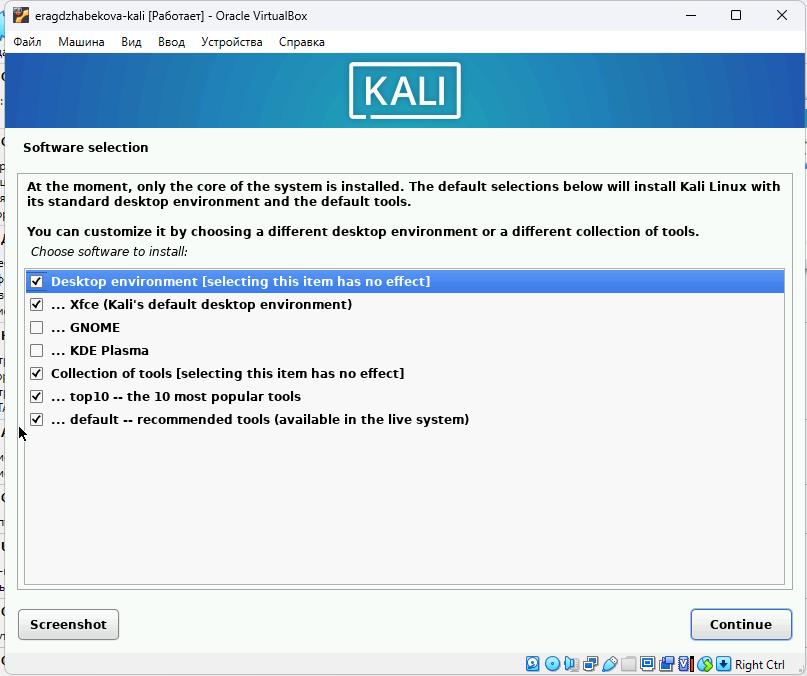 eragdzhabekova-kali [Работает] - Oracle VirtualBox
Файл Машина Вид Ввод Устройства Справка
KALI
Software selection
At the moment, only the core of the system is installed. The default selections below will install Kali Linux with
its standard desktop environment and the default tools.
You can customize it by choosing a different desktop environment or a different collection of tools.
Choose software to install:
Desktop environment [selecting this item has no effect]
... Xfce (Kali's default desktop environment)
... GNOME
... KDE Plasma
Collection of tools [selecting this item has no effect]
... top10 -- the 10 most popular tools
... default -- recommended tools (available in the live system)
Screenshot
Continue
Right Ctrl